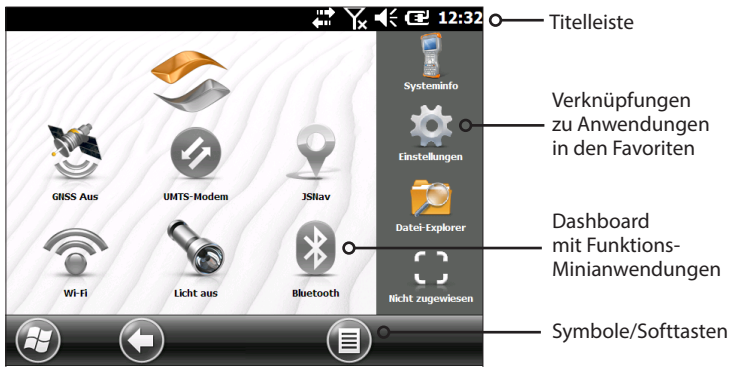 12:32
Titelleiste
Systeminfo
Verknüpfungen
zu Anwendungen
in den Favoriten
Einstellungen
GNSS Aus
UMTS-Modem
JSNav
Datei-Explorer
Dashboard
mit Funktions-
Minianwendungen
Wi-Fi
Licht aus
Bluetooth
Nicht zugewiesen
Symbole/Softtasten